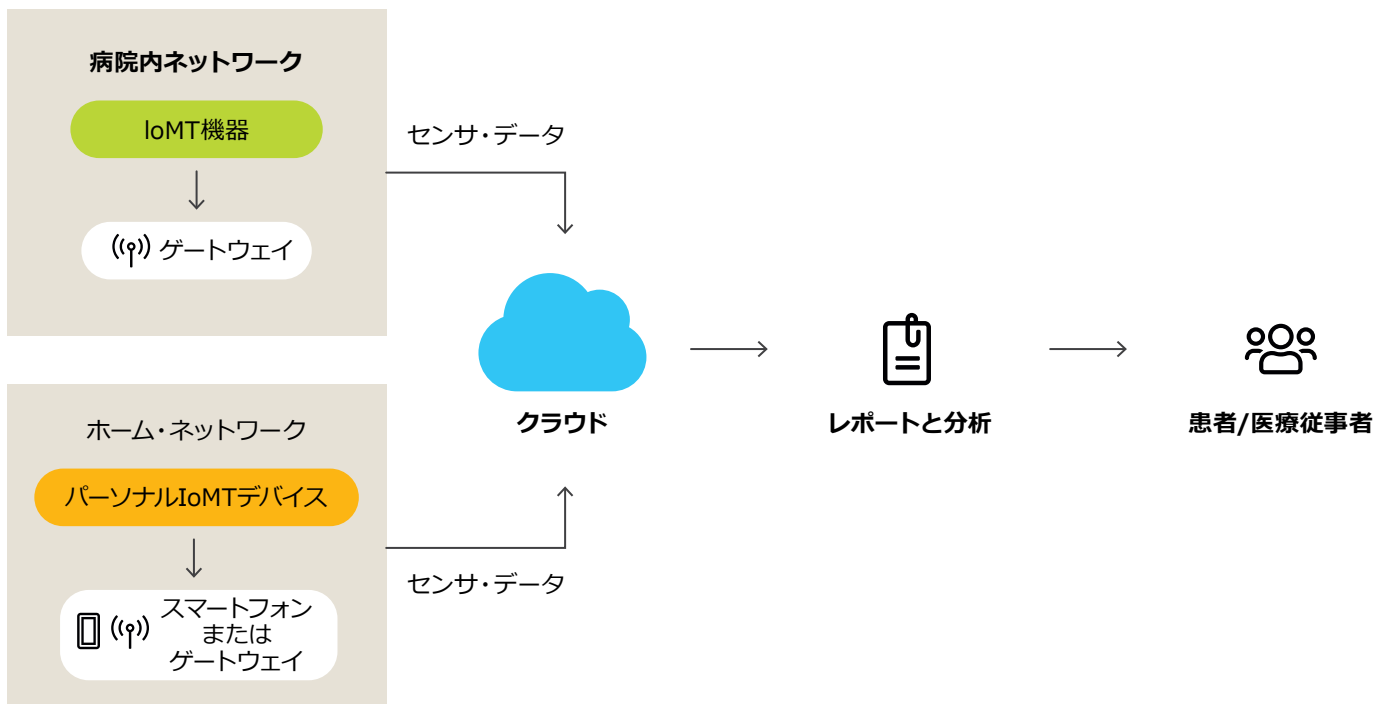 病院内ネットワーク
IoMT機器
ゲートウェイ
センサ・データ
クラウド
レポートと分析
患者/医療従事者
ホーム・ネットワーク
パーソナルIoMTデバイス
スマートフォン
または
ゲートウェイ
センサ・データ